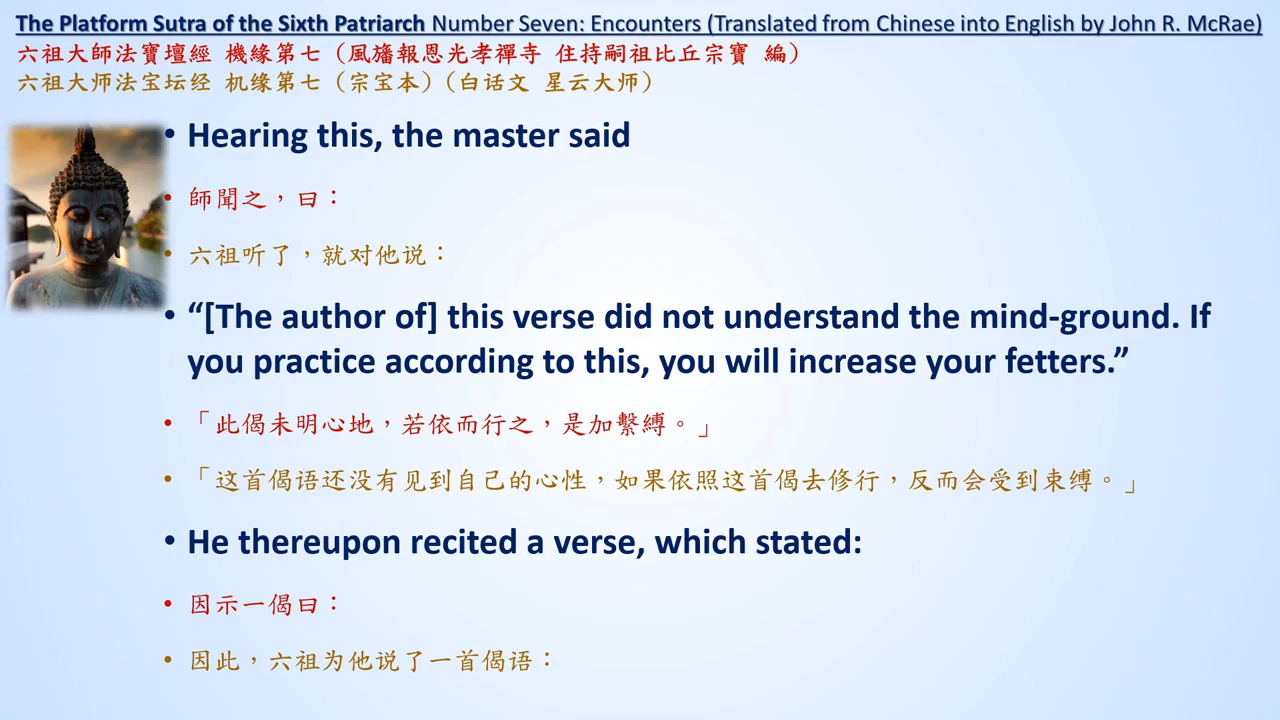 The Platform Sutra of the Sixth Patriarch Number Seven: Encounters (Translated from Chinese into English by John R. McRae)
六祖大師法寶壇經 機緣第七（風旛報恩光孝禪寺 住持嗣祖比丘宗寶 編）
六祖大师法宝坛经 机缘第七（宗宝本）（白话文 星云大师）
• Hearing this, the master said
• 師聞之，曰：
• 六祖听了，就对他说：
• “[The author of] this verse did not understand the mind-ground. If
you practice according to this, you will increase your fetters.”
• 「此偈未明心地，若依而行之，是加繫縛。」
• 「这首偈语还没有见到自己的心性，如果依照这首偈去修行，反而会受到束缚。」
• He thereupon recited a verse, which stated:
• 因示一偈曰：
• 因此，六祖为他说了一首偈语：